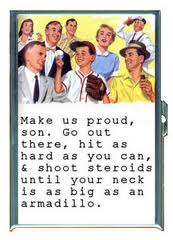 Make us proud,
son. Go out
there, hit as
hard as you can,
& shoot steroids
until your neck
is as big as an
armadillo.